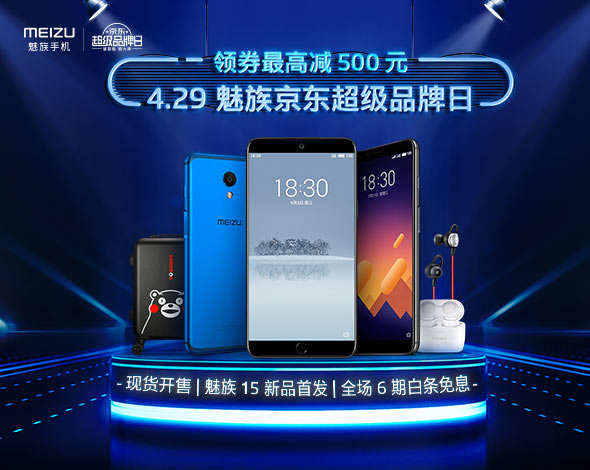 MEIZU
魅族手机
京东
超级品牌日
领券最高减 500 元
4.29 魅族京东超级品牌日
MEIZU
18:30
18:30
- 现货开售 | 魅族 15 新品首发 | 全场 6 期白条免息 -